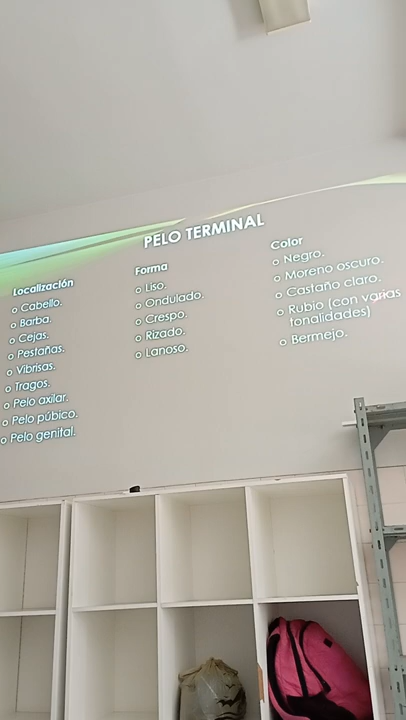 PELO TERMINAL
Localización
o Cabello.
o Barba.
o Cejas.
o Pestañas.
o Vibrisas.
o Tragos.
o Pelo axilar.
o Pelo púbico.
o Pelo genital.
Forma
o Liso.
o Ondulado.
o Crespo.
o Rizado.
o Lanoso.
Color
o Negro.
o Moreno oscuro.
o Castaño claro.
o Rubio (con varias
tonalidades)
o Bermejo.